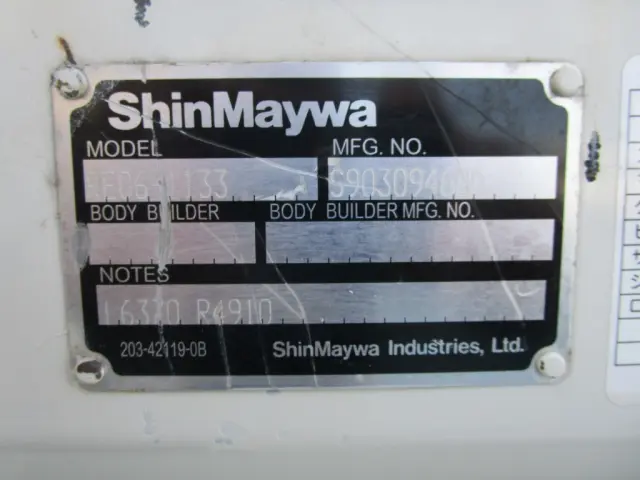 ShinMaywa
MODEL MFG. NO.
BODY BUILDER BODY BUILDER MFG. NO.
NOTES
L6320 R4910
203-42119-0B ShinMaywa Industries, Ltd.